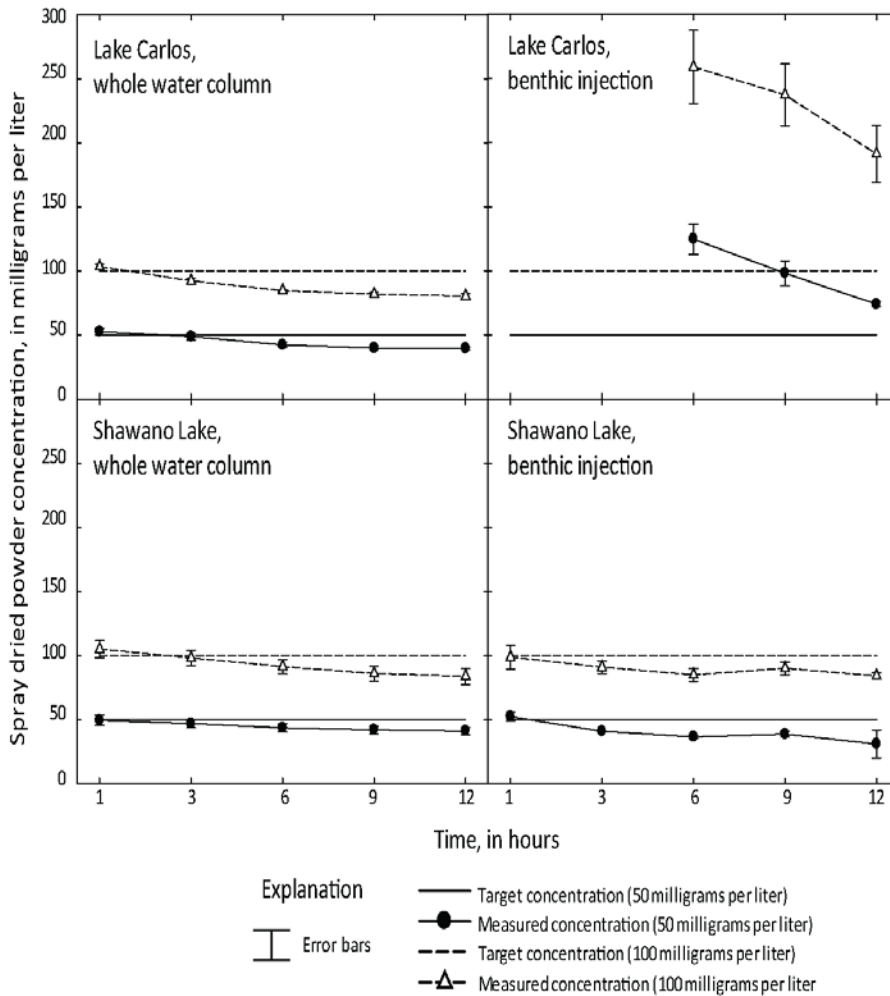 Spray dried powder concentration, in milligrams per liter
300
250
200
150
100
50
0
Lake Carlos,
whole water column
Lake Carlos,
benthic injection
250
200
150
100
50
0
Shawano Lake,
whole water column
Shawano Lake,
benthic injection
1 3 6 9 12 1 3 6 9 12
Time, in hours
Explanation
Error bars
Target concentration (50 milligrams per liter)
Measured concentration (50 milligrams per liter)
Target concentration (100 milligrams per liter)
Measured concentration (100 milligrams per liter